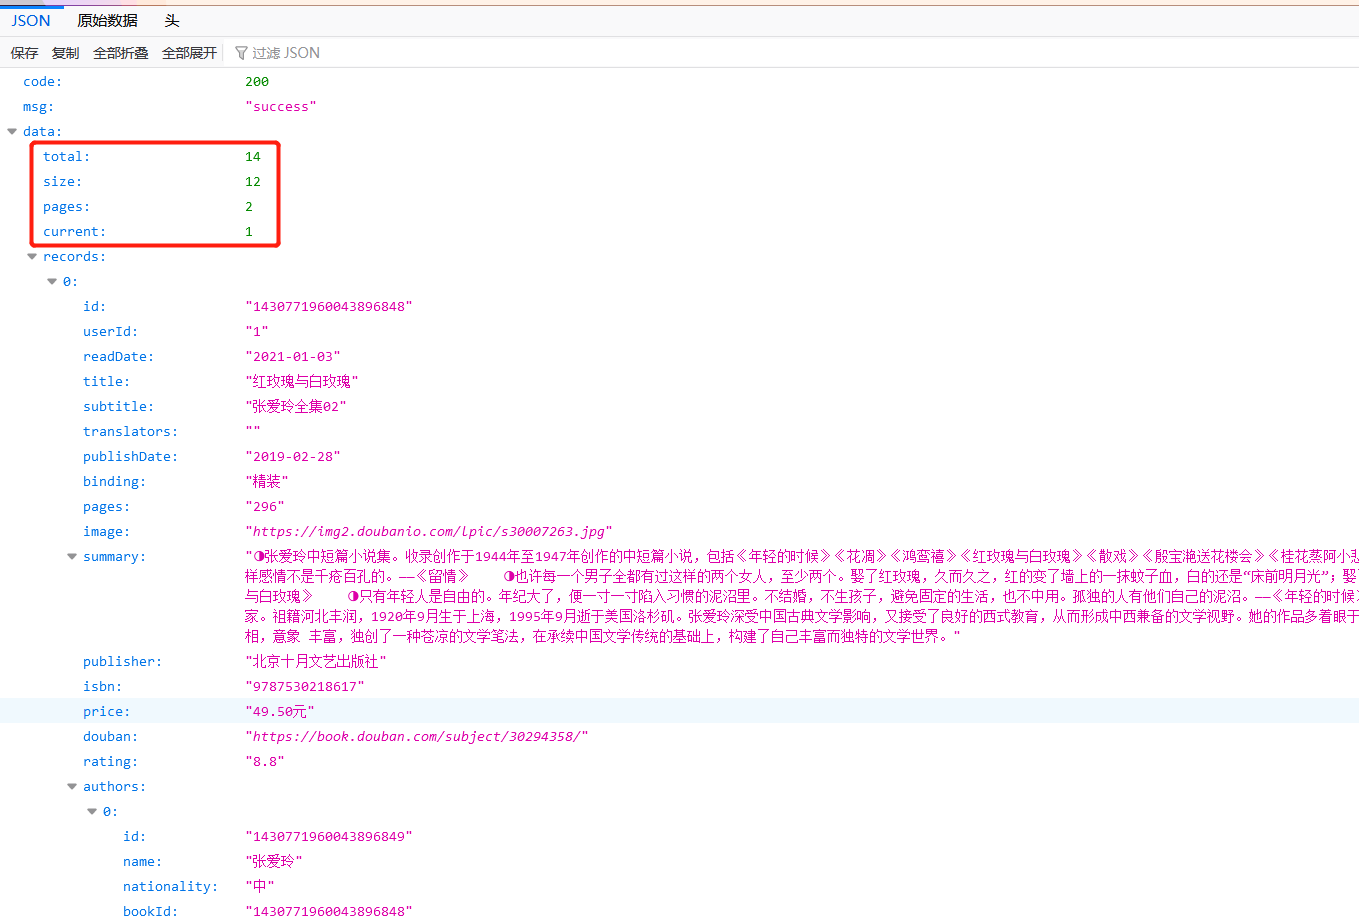 JSON 原始数据 头
保存 复制 全部折叠 全部展开 过滤 JSON
code: 200
msg: "success"
data:
total: 14
size: 12
pages: 2
current: 1
records:
0:
id: "1430771960043896848"
userId: "1"
readDate: "2021-01-03"
title: "红玫瑰与白玫瑰"
subtitle: "张爱玲全集02"
translators: ""
publishDate: "2019-02-28"
binding: "精装"
pages: "296"
image: "https://img2.doubanio.com/lpic/s30007263.jpg"
summary: "◑张爱玲中短篇小说集。收录创作于1944年至1947年创作的中短篇小说，包括《年轻的时候》《花凋》《鸿鸾禧》《红玫瑰与白玫瑰》《散戏》《殷宝滟送花楼会》《桂花蒸阿小悲
样感情不是千疮百孔的。——《留情》 ◑也许每一个男子全都有过这样的两个女人，至少两个。娶了红玫瑰，久而久之，红的变了墙上的一抹蚊子血，白的还是“床前明月光”；娶
与白玫瑰》 ◑只有年轻人是自由的。年纪大了，便一寸一寸陷入习惯的泥沼里。不结婚，不生孩子，避免固定的生活，也不中用。孤独的人有他们自己的泥沼。——《年轻的时候》
家。祖籍河北丰润，1920年9月生于上海，1995年9月逝于美国洛杉矶。张爱玲深受中国古典文学影响，又接受了良好的西式教育，从而形成中西兼备的文学视野。她的作品多着眼于
相，意象 丰富，独创了一种苍凉的文学笔法，在承续中国文学传统的基础上，构建了自己丰富而独特的文学世界。"
publisher: "北京十月文艺出版社"
isbn: "9787530218617"
price: "49.50元"
douban: "https://book.douban.com/subject/30294358/"
rating: "8.8"
authors:
0:
id: "1430771960043896849"
name: "张爱玲"
nationality: "中"
bookId: "1430771960043896848"